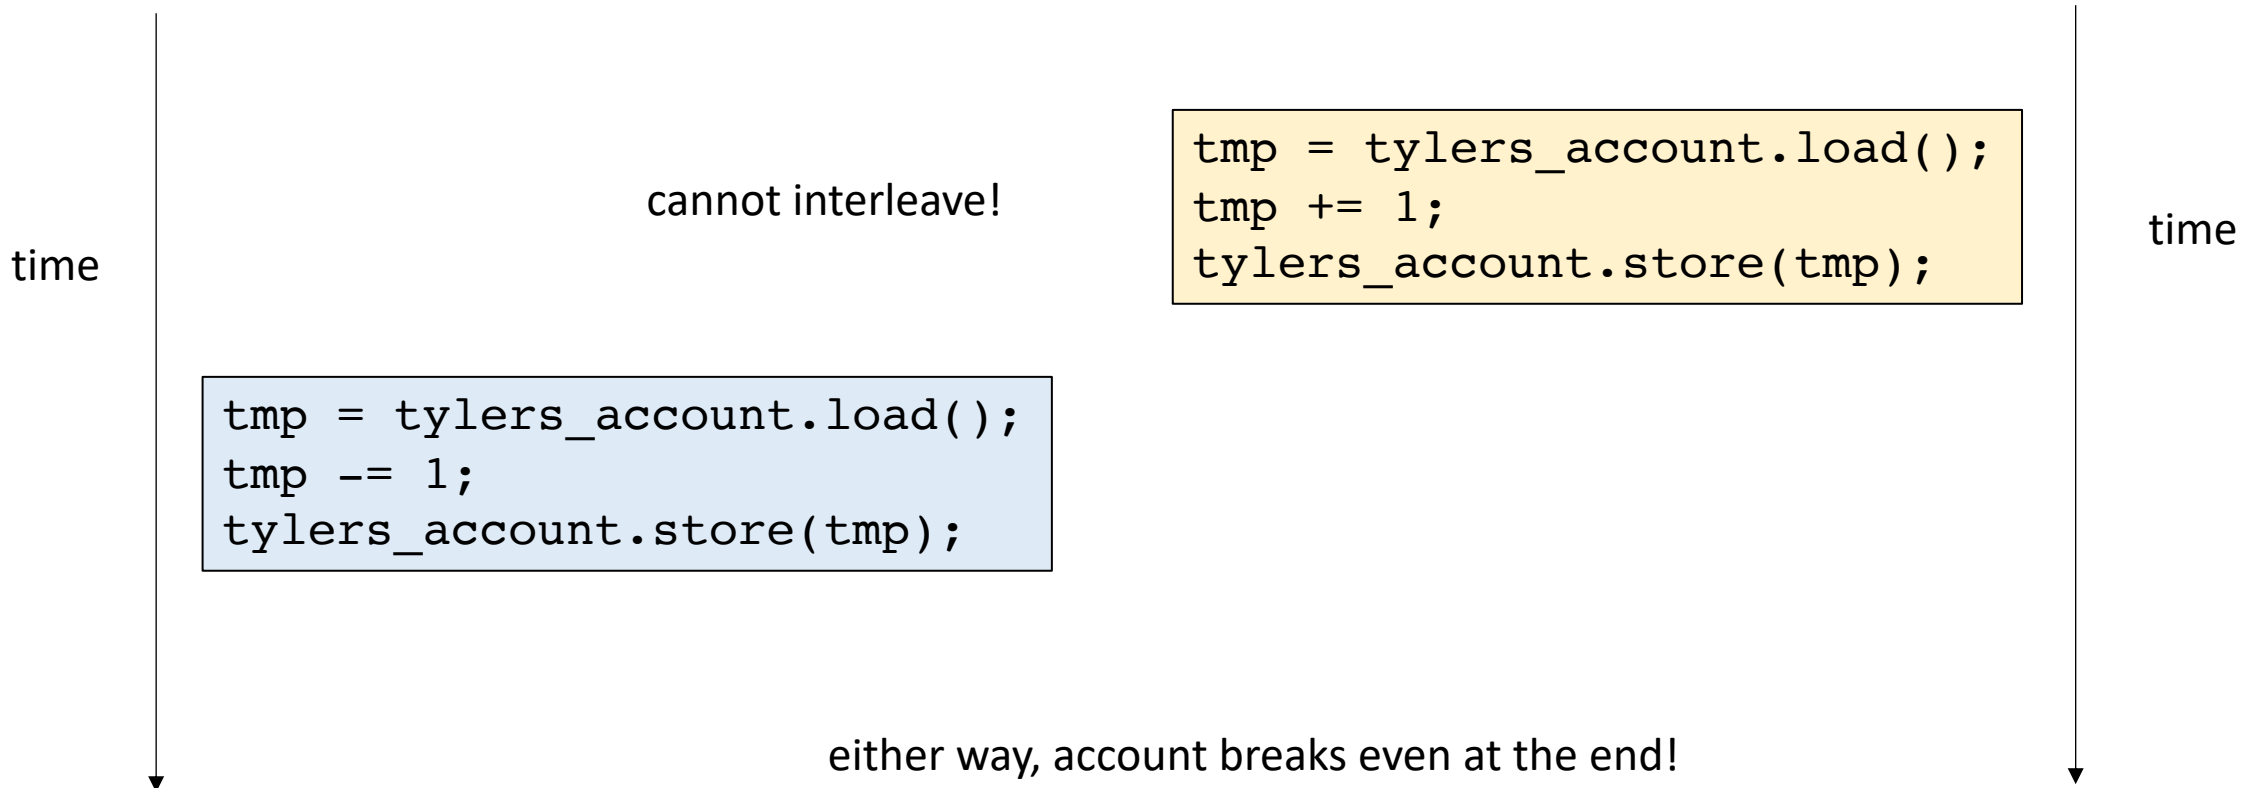 tmp = tylers_account.load();
cannot interleave!
tmp += 1;
time
tylers_account.store(tmp);
time
tmp = tylers_account.load();
tmp -= 1;
tylers_account.store(tmp);
either way, account breaks even at the end!